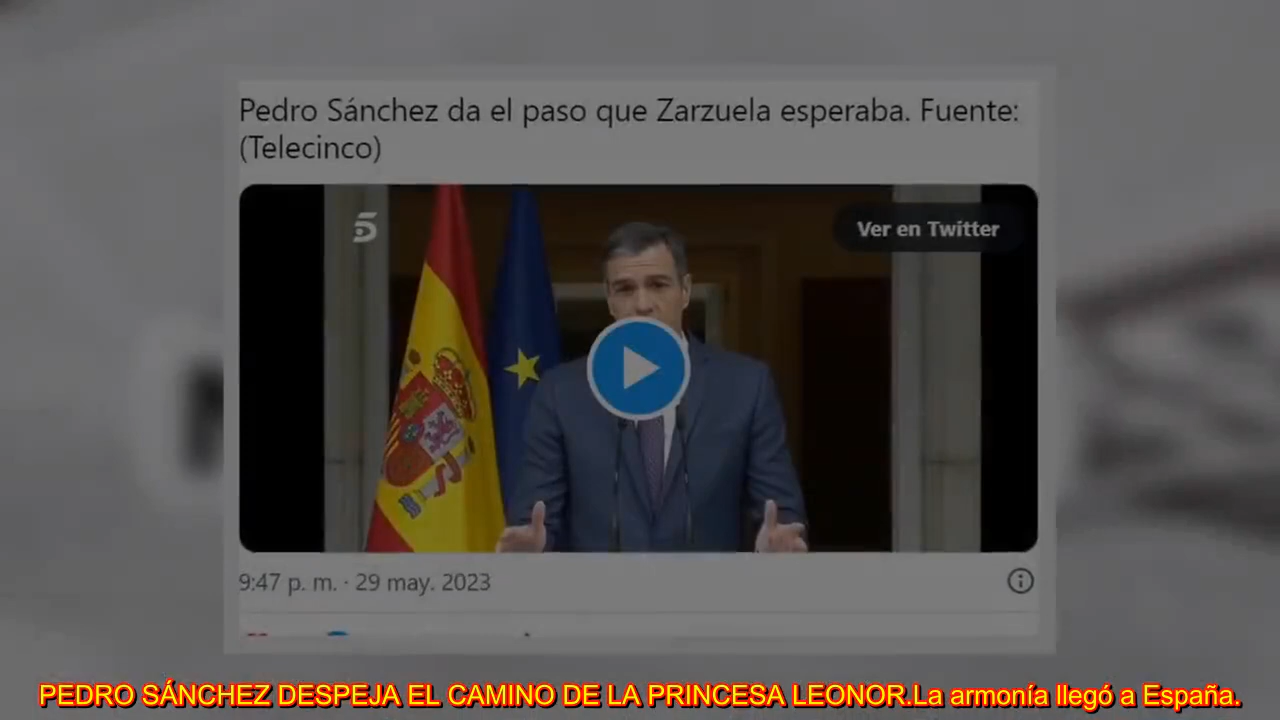 Pedro Sánchez da el paso que Zarzuela esperaba. Fuente:
(Telecinco)
5
Ver en Twitter
9:47 p. m. · 29 may. 2023
PEDRO SÁNCHEZ DESPEJA EL CAMINO DE LA PRINCESA LEONOR.La armonía llegó a España.